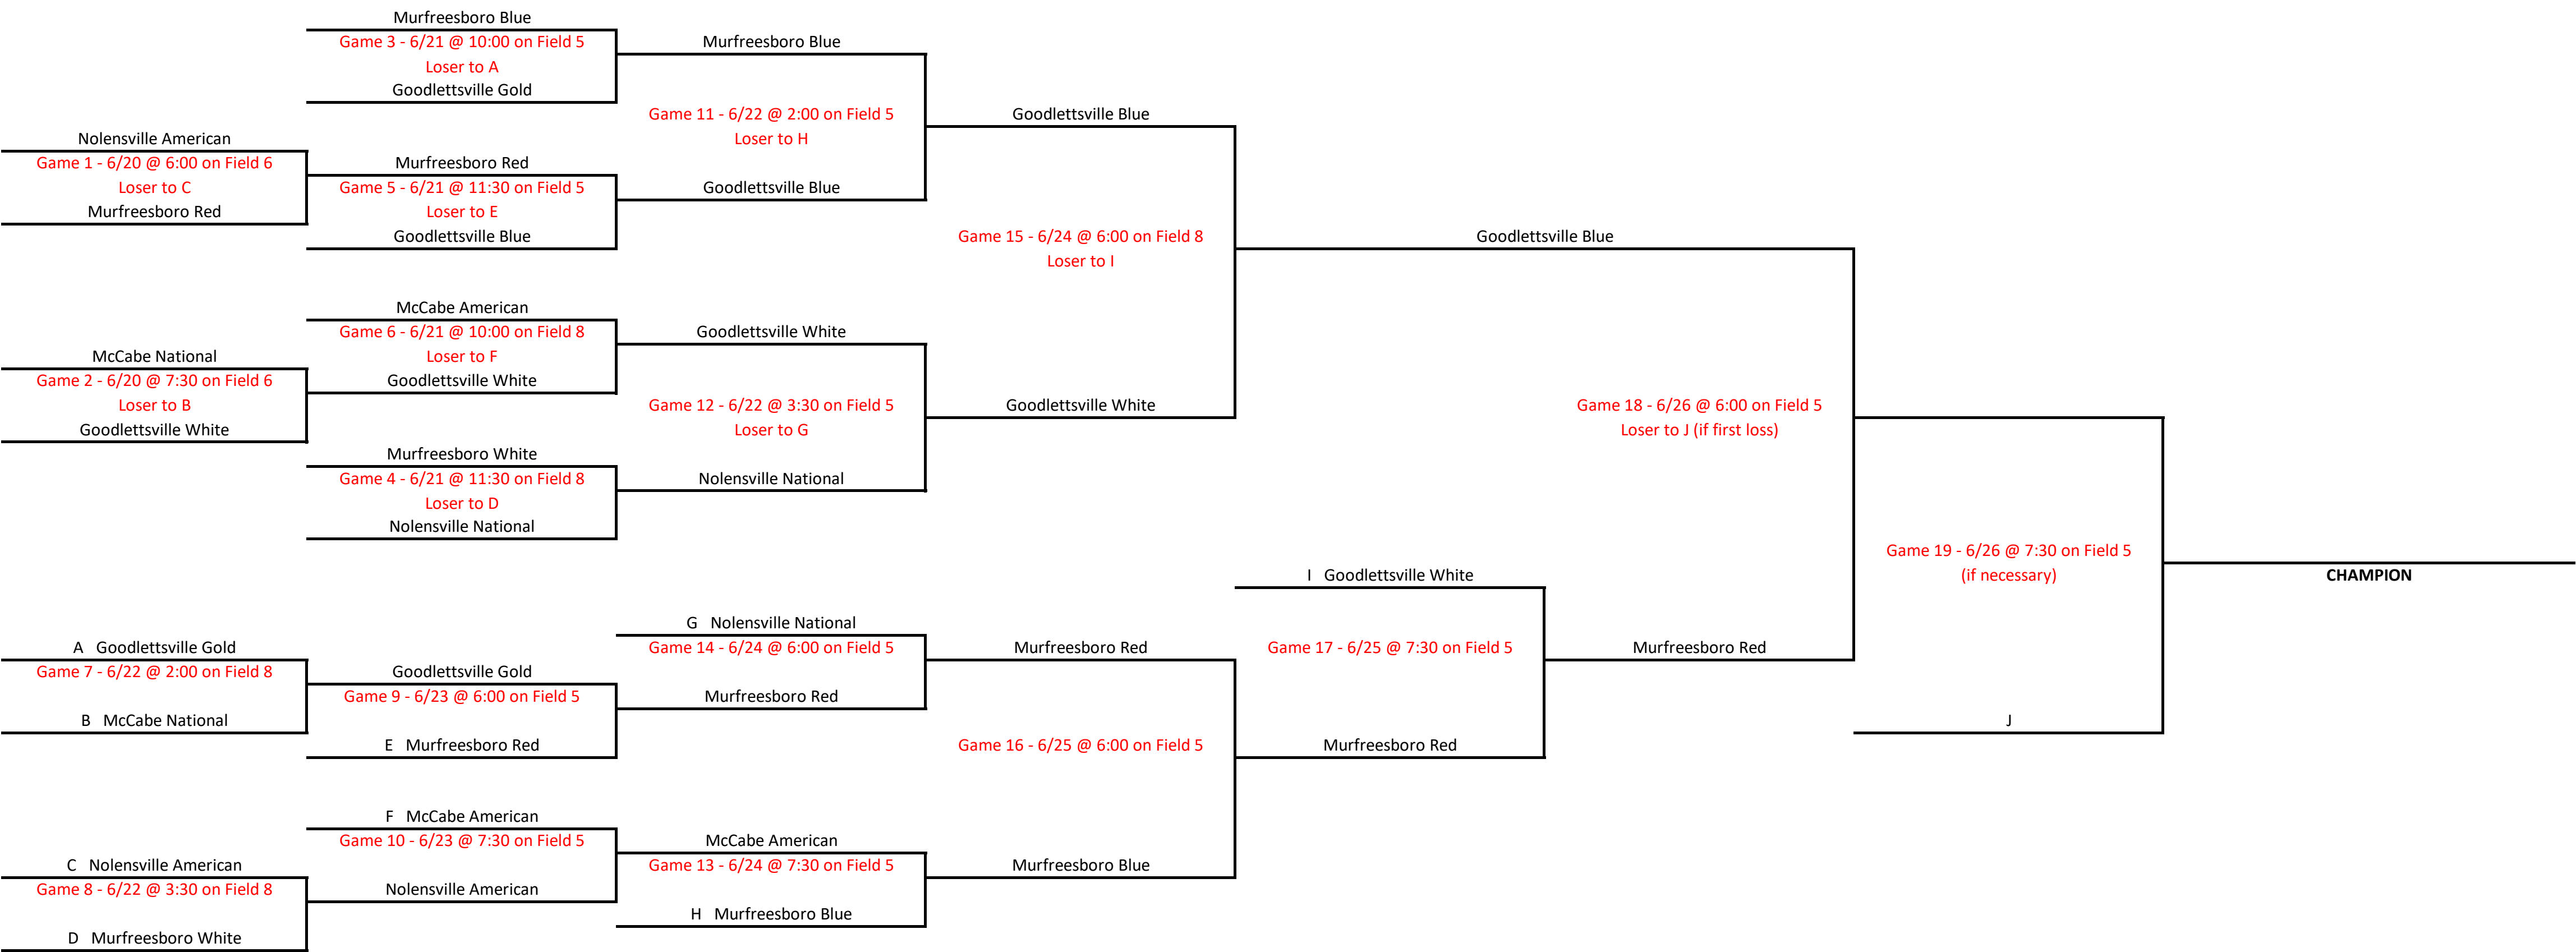 Murfreesboro Blue
Game 3 - 6/21 @ 10:00 on Field 5
Loser to A
Goodlettsville Gold
Nolensville American
Game 1 - 6/20 @ 6:00 on Field 6
Loser to C
Murfreesboro Red
Murfreesboro Red
Game 5 - 6/21 @ 11:30 on Field 5
Loser to E
Goodlettsville Blue
Murfreesboro Blue
Game 11 - 6/22 @ 2:00 on Field 5
Loser to H
Goodlettsville Blue
McCabe National
Game 2 - 6/20 @ 7:30 on Field 6
Loser to B
Goodlettsville White
McCabe American
Game 6 - 6/21 @ 10:00 on Field 8
Loser to F
Goodlettsville White
Murfreesboro White
Game 4 - 6/21 @ 11:30 on Field 8
Loser to D
Nolensville National
Goodlettsville White
Game 12 - 6/22 @ 3:30 on Field 5
Loser to G
Nolensville National
Goodlettsville Blue
Game 15 - 6/24 @ 6:00 on Field 8
Loser to I
Goodlettsville White
Goodlettsville Blue
Game 18 - 6/26 @ 6:00 on Field 5
Loser to J (if first loss)
Murfreesboro Red
A Goodlettsville Gold
Game 7 - 6/22 @ 2:00 on Field 8
B McCabe National
Goodlettsville Gold
Game 9 - 6/23 @ 6:00 on Field 5
E Murfreesboro Red
G Nolensville National
Game 14 - 6/24 @ 6:00 on Field 5
Murfreesboro Red
C Nolensville American
Game 8 - 6/22 @ 3:30 on Field 8
D Murfreesboro White
F McCabe American
Game 10 - 6/23 @ 7:30 on Field 5
Nolensville American
McCabe American
Game 13 - 6/24 @ 7:30 on Field 5
H Murfreesboro Blue
Murfreesboro Red
Game 16 - 6/25 @ 6:00 on Field 5
Murfreesboro Blue
I Goodlettsville White
Game 17 - 6/25 @ 7:30 on Field 5
Murfreesboro Red
Game 19 - 6/26 @ 7:30 on Field 5
(if necessary)
J
CHAMPION